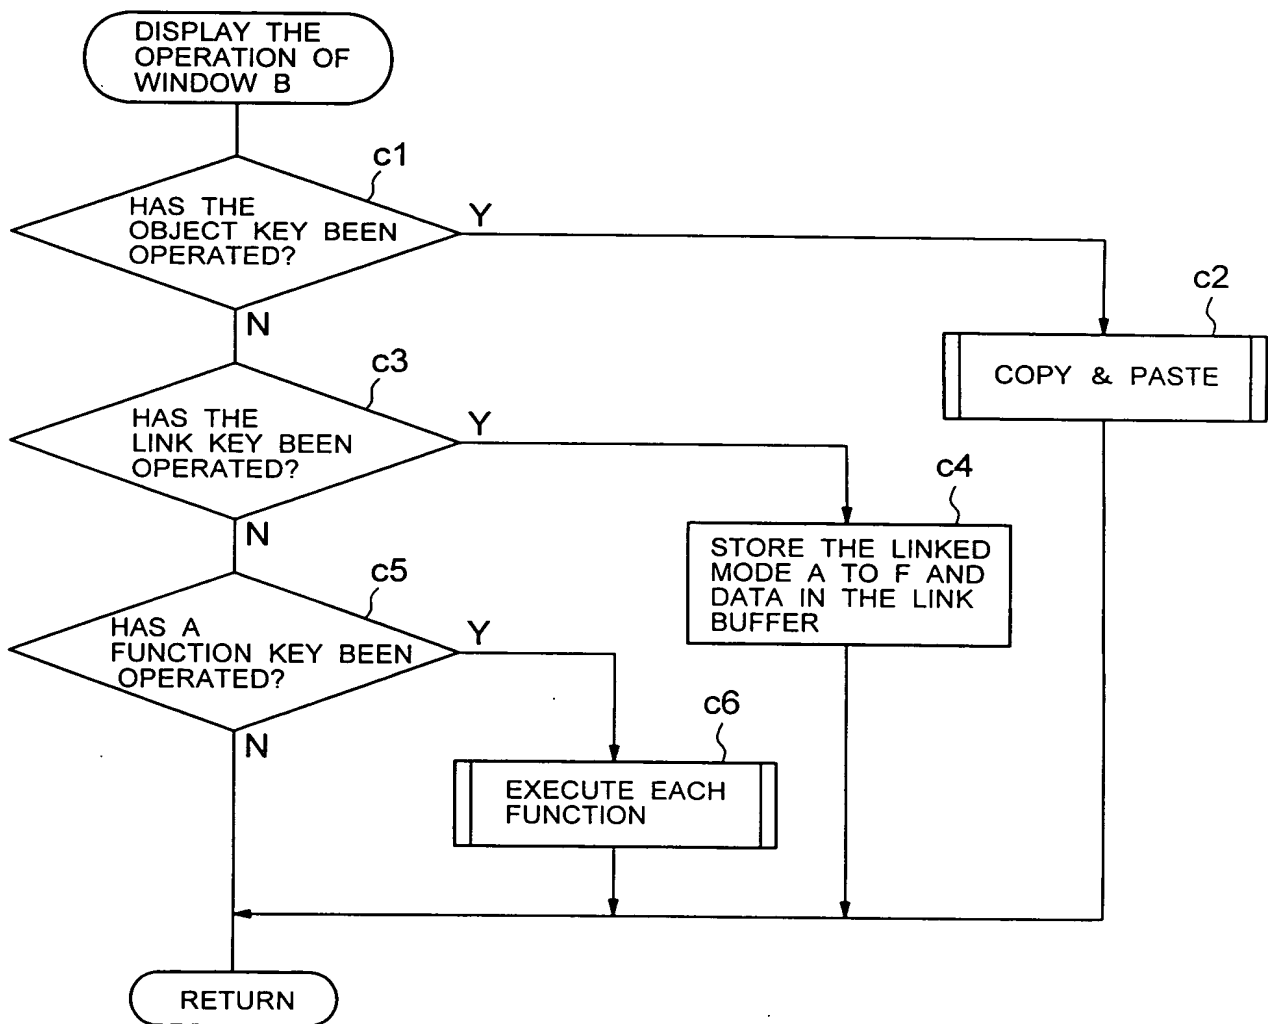 DISPLAY THE
OPERATION OF
WINDOW B
c1
HAS THE
OBJECT KEY BEEN
OPERATED?
Y
N
c2
COPY & PASTE
c3
HAS THE
LINK KEY BEEN
OPERATED?
Y
N
c4
STORE THE LINKED
MODE A TO F AND
DATA IN THE LINK
BUFFER
c5
HAS A
FUNCTION KEY BEEN
OPERATED?
Y
N
c6
EXECUTE EACH
FUNCTION
RETURN